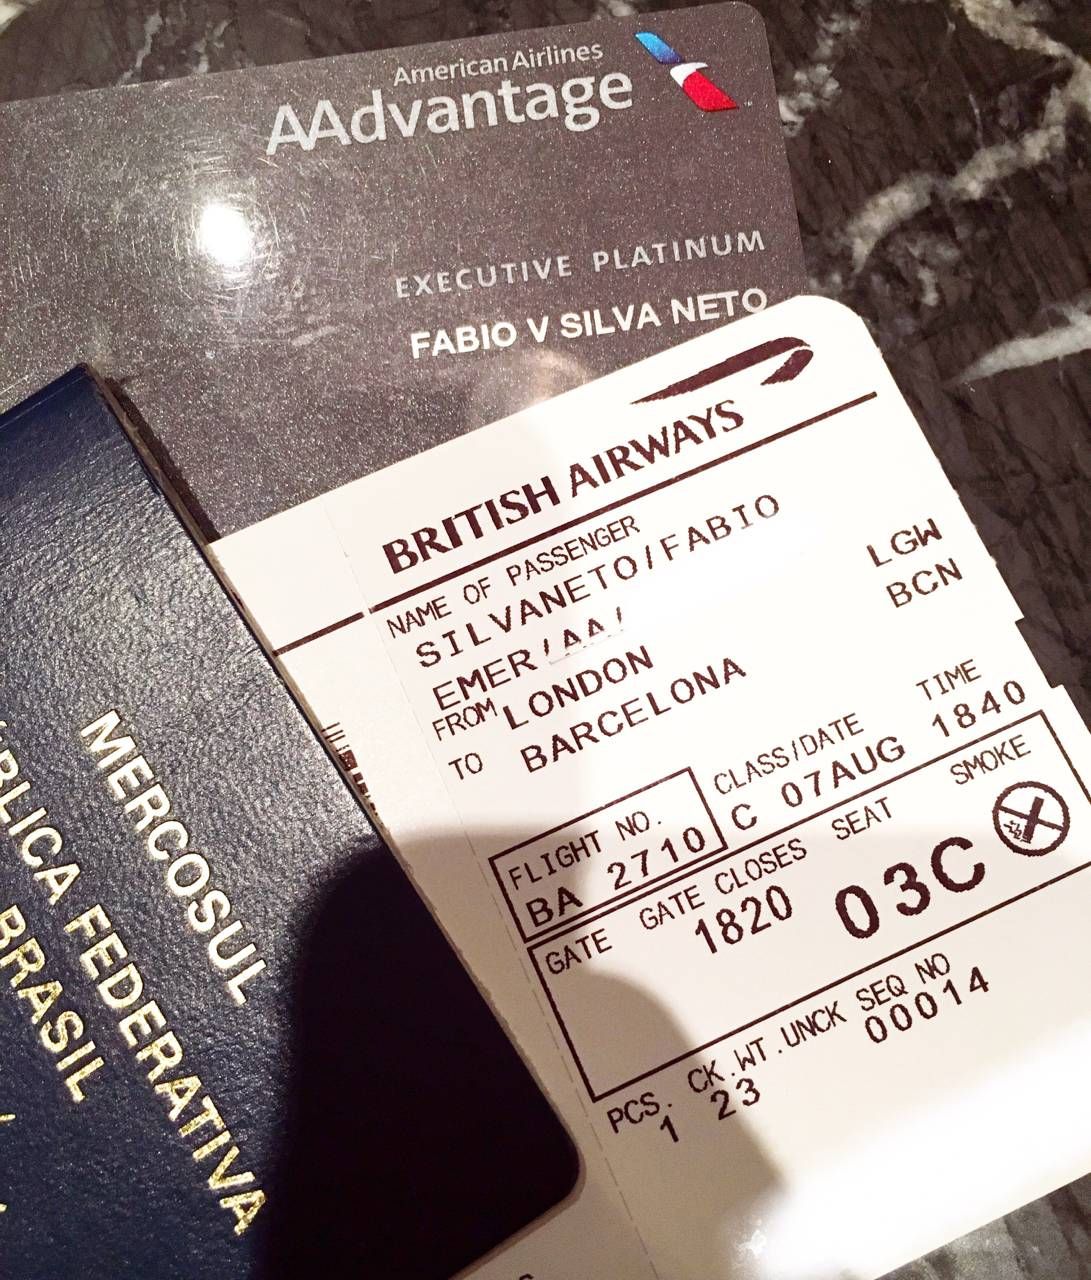 American Airlines
AAdvantage
EXECUTIVE PLATINUM
FABIO V SILVA NETO
BRITISH AIRWAYS
NAME OF PASSENGER
SILVANETO/FABIO
EMER/AA/
LGW
FROM LONDON
BCN
TO BARCELONA
FLIGHT NO. CLASS/DATE TIME
BA 2710 C 07AUG 1840
GATE GATE CLOSES SEAT SMOKE
1820 03C
PCS. CK.WT. UNCK SEQ NO
1 23 00014
MERCOSUL
FEDERATIVA
BRASIL